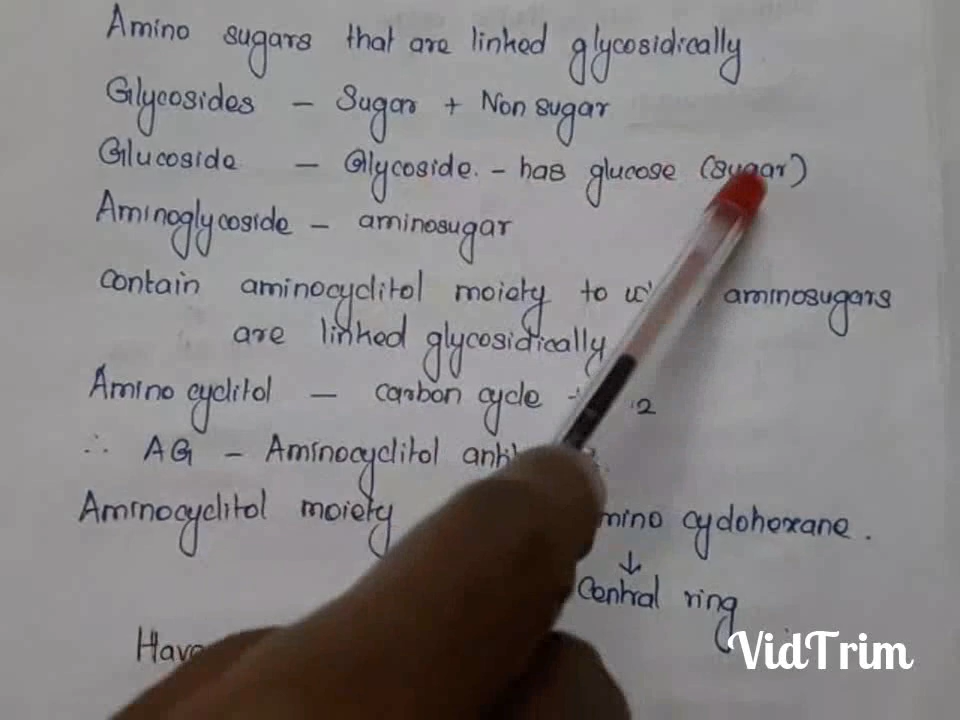 Amino sugars that are linked glycosidically
Glycosides - Sugar + Non sugar
Glucoside - Glycoside. - has glucose (sugar)
Aminoglycoside - aminosugar
contain aminocyclitol moiety to aminosugars
are linked glycosidically
Amino cyclitol - carbon cycle
∴ AG - Aminocyclitol
Aminocyclitol moiety cyclohexane.
↓
Central ring
VidTrim